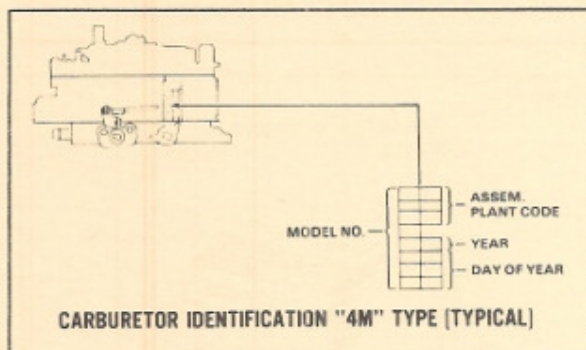 ASSEM.
PLANT CODE
MODEL NO.
YEAR
DAY OF YEAR
CARBURETOR IDENTIFICATION "4M" TYPE (TYPICAL)